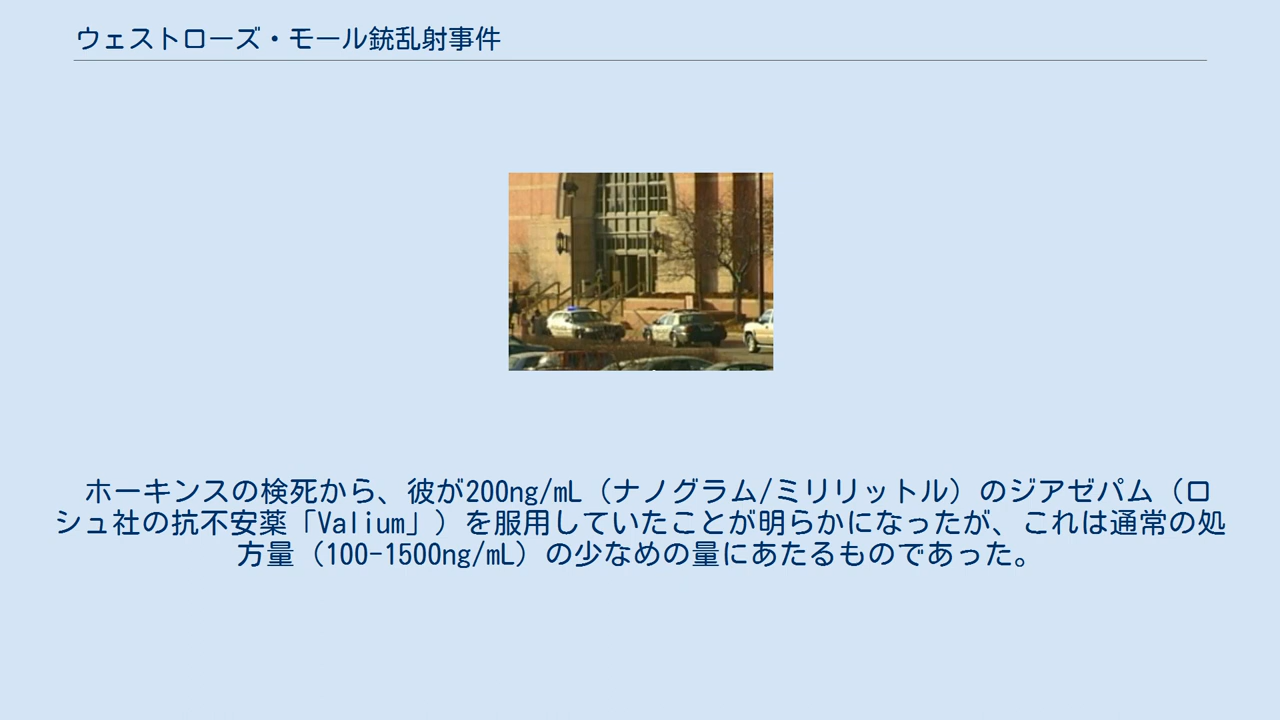 ウェストローズ・モール銃乱射事件
ホーキンスの検死から、彼が200ng/mL（ナノグラム/ミリリットル）のジアゼパム（ロ
シュ社の抗不安薬「Valium」）を服用していたことが明らかになったが、これは通常の処
方量（100-1500ng/mL）の少なめの量にあたるものであった。